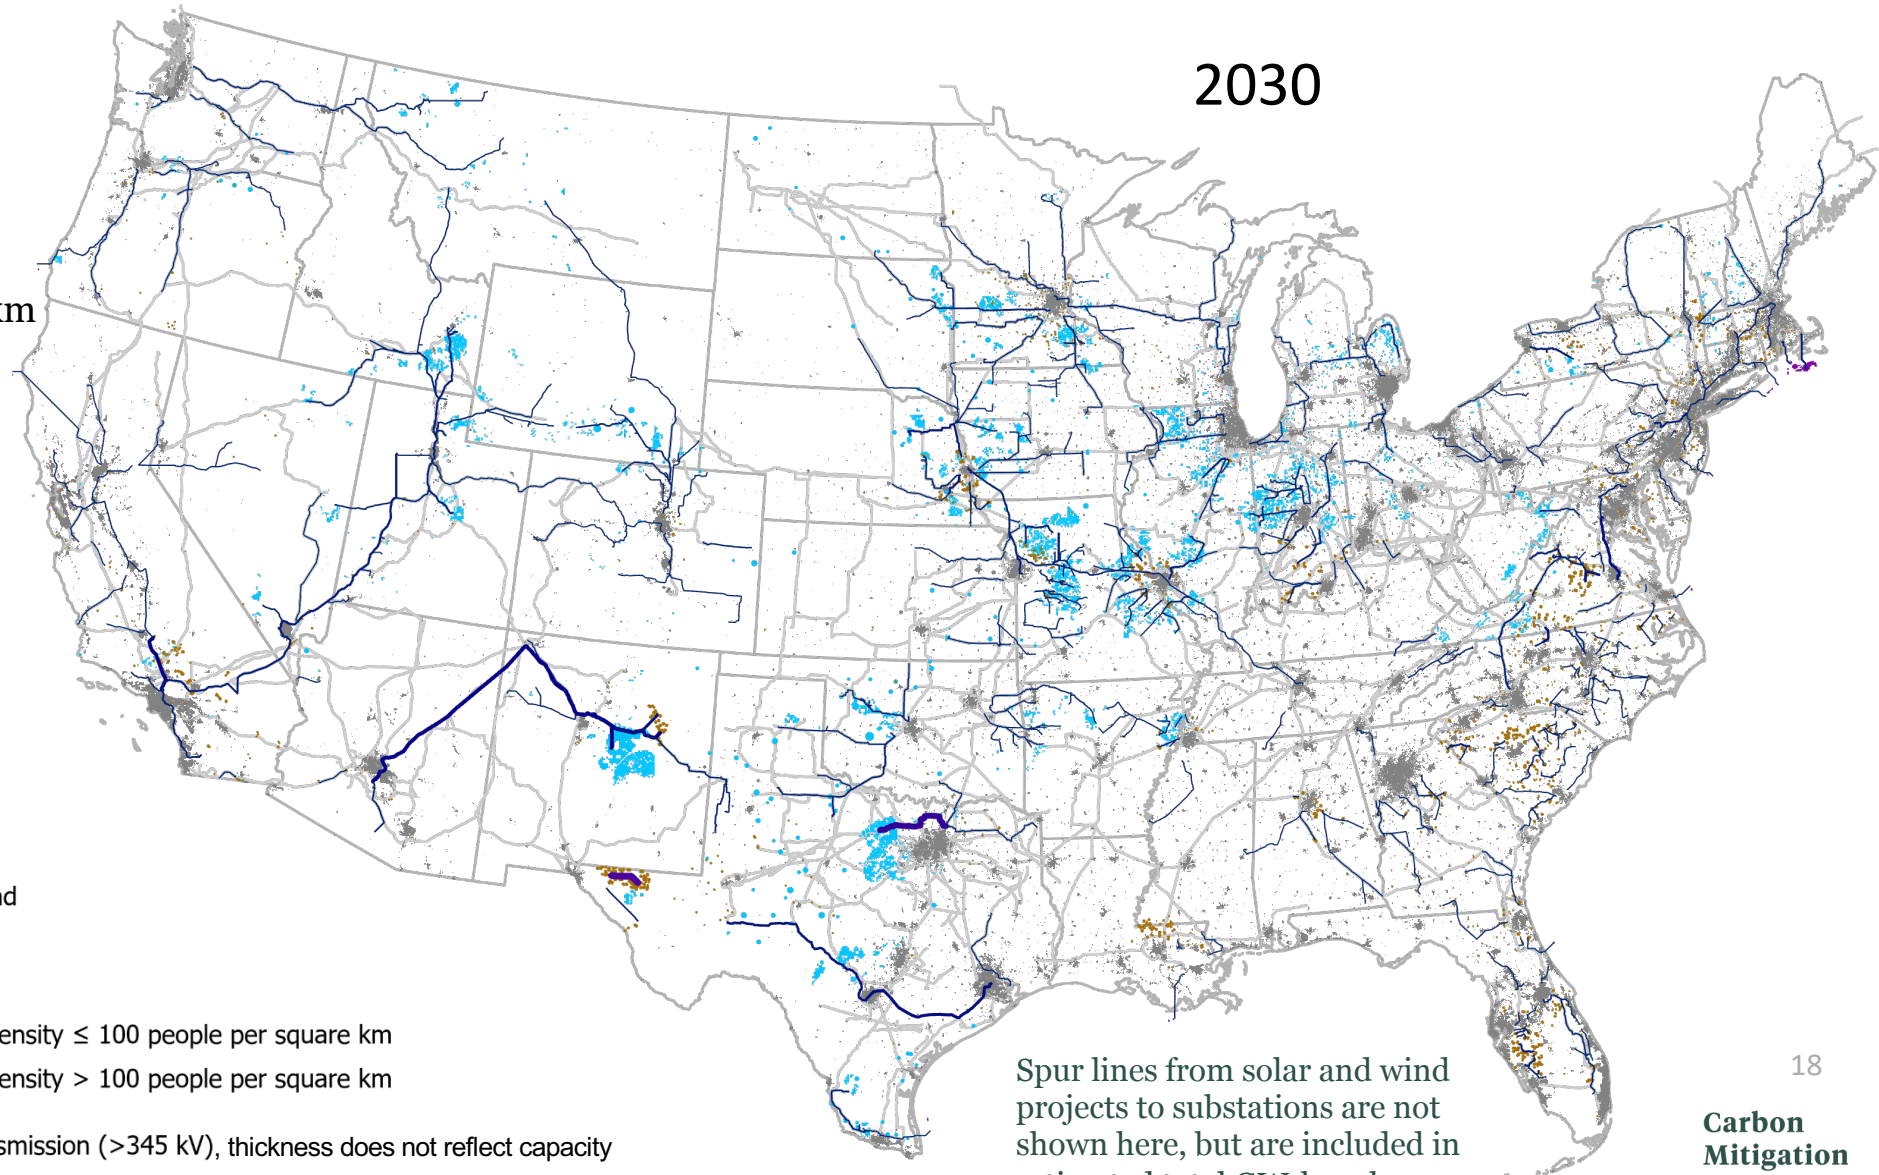 2030
km
ensity ≤ 100 people per square km
ensity > 100 people per square km
smission (>345 kV), thickness does not reflect capacity
Spur lines from solar and wind
projects to substations are not
shown here, but are included in
18
Carbon
Mitigation